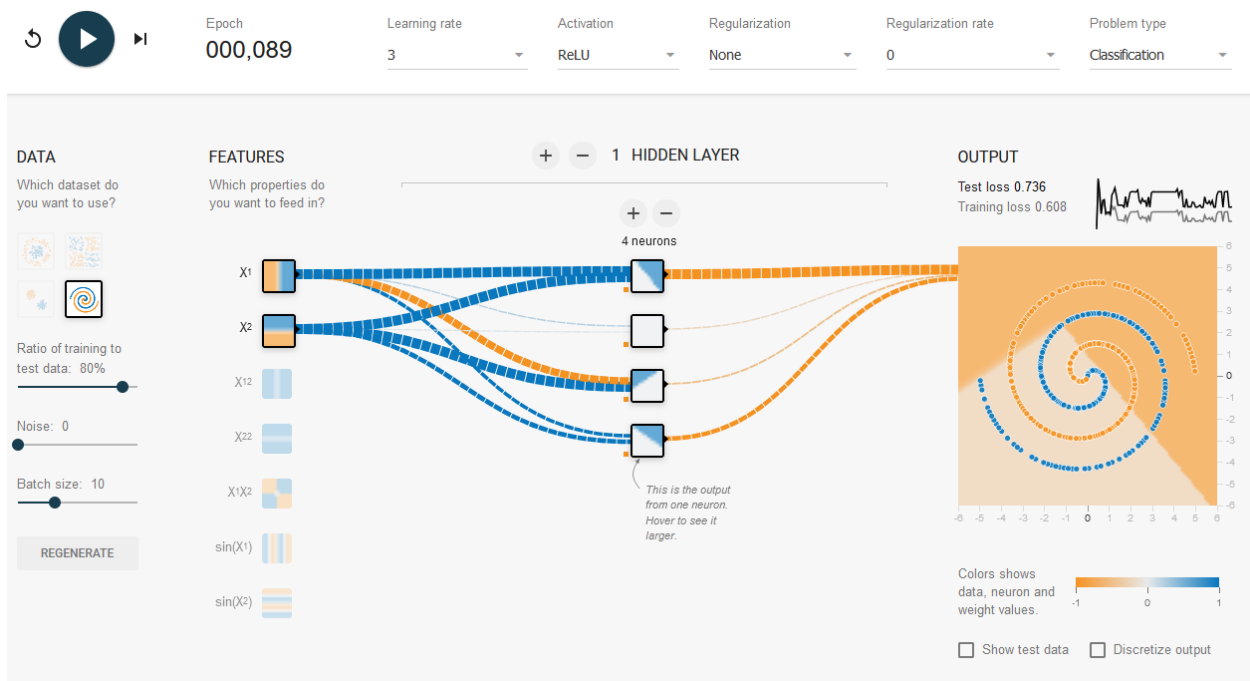 Epoch
000,089
Learning rate
3
Activation
ReLU
Regularization
None
Regularization rate
0
Problem type
Classification
DATA
Which dataset do
you want to use?
Ratio of training to
test data: 80%
Noise: 0
Batch size: 10
REGENERATE
FEATURES
Which properties do
you want to feed in?
X1
X2
X12
X22
X1X2
sin(X1)
sin(X2)
+ − 1 HIDDEN LAYER
+ −
4 neurons
This is the output
from one neuron.
Hover to see it
larger.
OUTPUT
Test loss 0.736
Training loss 0.608
6
5
4
3
2
1
0
-1
-2
-3
-4
-5
-6
-6 -5 -4 -3 -2 -1 0 1 2 3 4 5 6
Colors shows
data, neuron and
weight values.
-1 0 1
Show test data
Discretize output